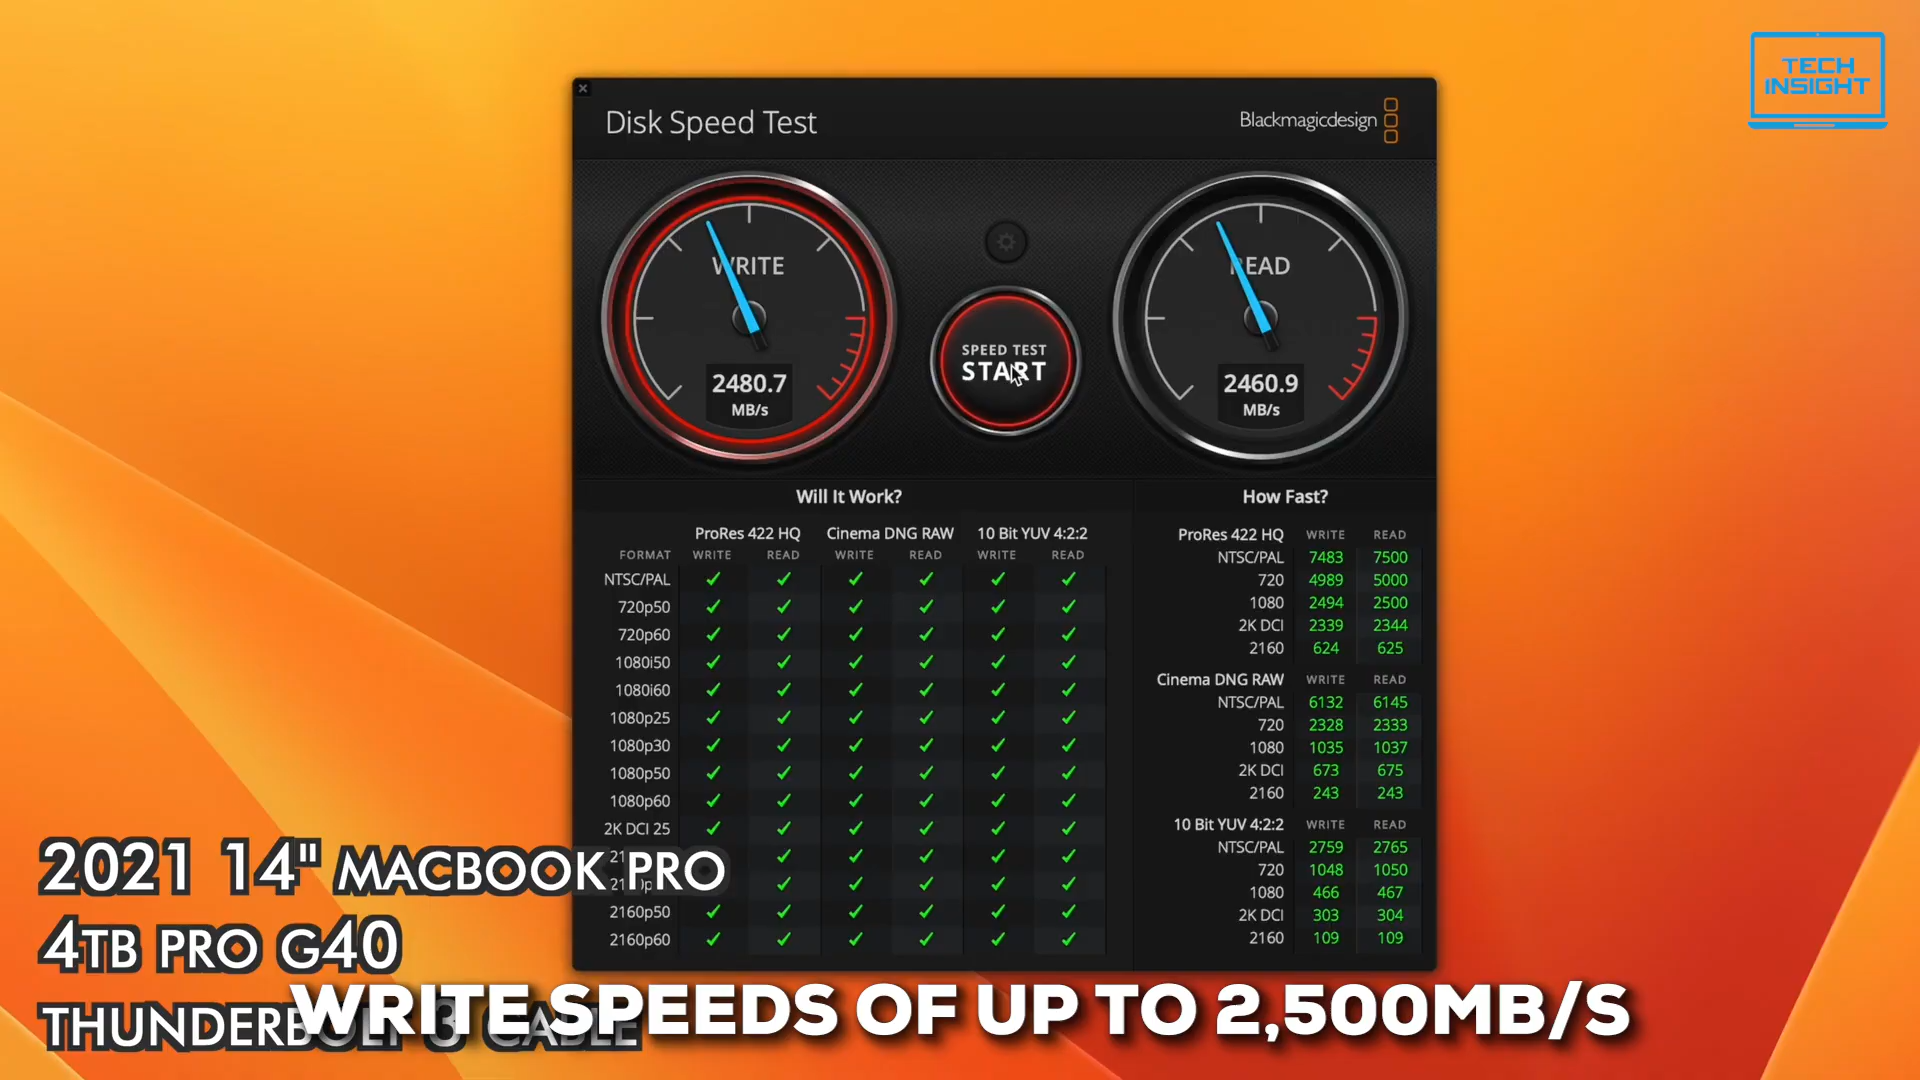 TECH
INSIGHT
Disk Speed Test
Blackmagicdesign
WRITE
READ
SPEED TEST
START
2480.7
MB/s
2460.9
MB/s
Will It Work?
ProRes 422 HQ Cinema DNG RAW 10 Bit YUV 4:2:2
FORMAT WRITE READ WRITE READ WRITE READ
NTSC/PAL ✓ ✓ ✓ ✓ ✓ ✓
720p50 ✓ ✓ ✓ ✓ ✓ ✓
720p60 ✓ ✓ ✓ ✓ ✓ ✓
1080i50 ✓ ✓ ✓ ✓ ✓ ✓
1080i60 ✓ ✓ ✓ ✓ ✓ ✓
1080p25 ✓ ✓ ✓ ✓ ✓ ✓
1080p30 ✓ ✓ ✓ ✓ ✓ ✓
1080p50 ✓ ✓ ✓ ✓ ✓ ✓
1080p60 ✓ ✓ ✓ ✓ ✓ ✓
2K DCI 25 ✓ ✓ ✓ ✓ ✓ ✓
✓ ✓ ✓ ✓ ✓
✓ ✓ ✓ ✓ ✓
2160p50 ✓ ✓ ✓ ✓ ✓ ✓
2160p60 ✓ ✓ ✓ ✓ ✓ ✓
How Fast?
ProRes 422 HQ WRITE READ
NTSC/PAL 7483 7500
720 4989 5000
1080 2494 2500
2K DCI 2339 2344
2160 624 625
Cinema DNG RAW WRITE READ
NTSC/PAL 6132 6145
720 2328 2333
1080 1035 1037
2K DCI 673 675
2160 243 243
10 Bit YUV 4:2:2 WRITE READ
NTSC/PAL 2759 2765
720 1048 1050
1080 466 467
2K DCI 303 304
2160 109 109
2021 14" MACBOOK PRO
4TB PRO G40
THUNDERBOLT 3 CABLE
WRITE SPEEDS OF UP TO 2,500MB/S